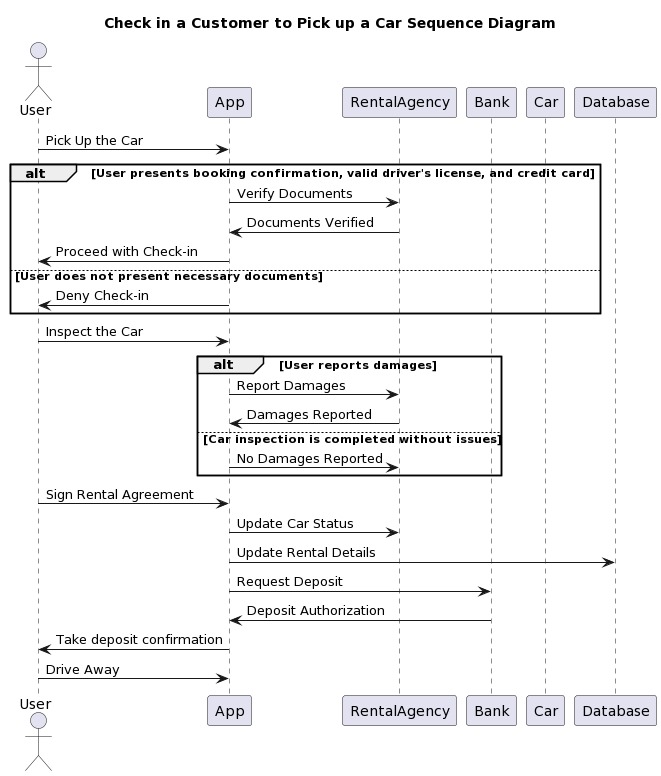 Check in a Customer to Pick up a Car Sequence Diagram
User
App
RentalAgency
Bank
Car
Database
Pick Up the Car
alt
[User presents booking confirmation, valid driver's license, and credit card]
Verify Documents
Documents Verified
Proceed with Check-in
[User does not present necessary documents]
Deny Check-in
Inspect the Car
alt
[User reports damages]
Report Damages
Damages Reported
[Car inspection is completed without issues]
No Damages Reported
Sign Rental Agreement
Update Car Status
Update Rental Details
Request Deposit
Deposit Authorization
Take deposit confirmation
Drive Away
User
App
RentalAgency
Bank
Car
Database